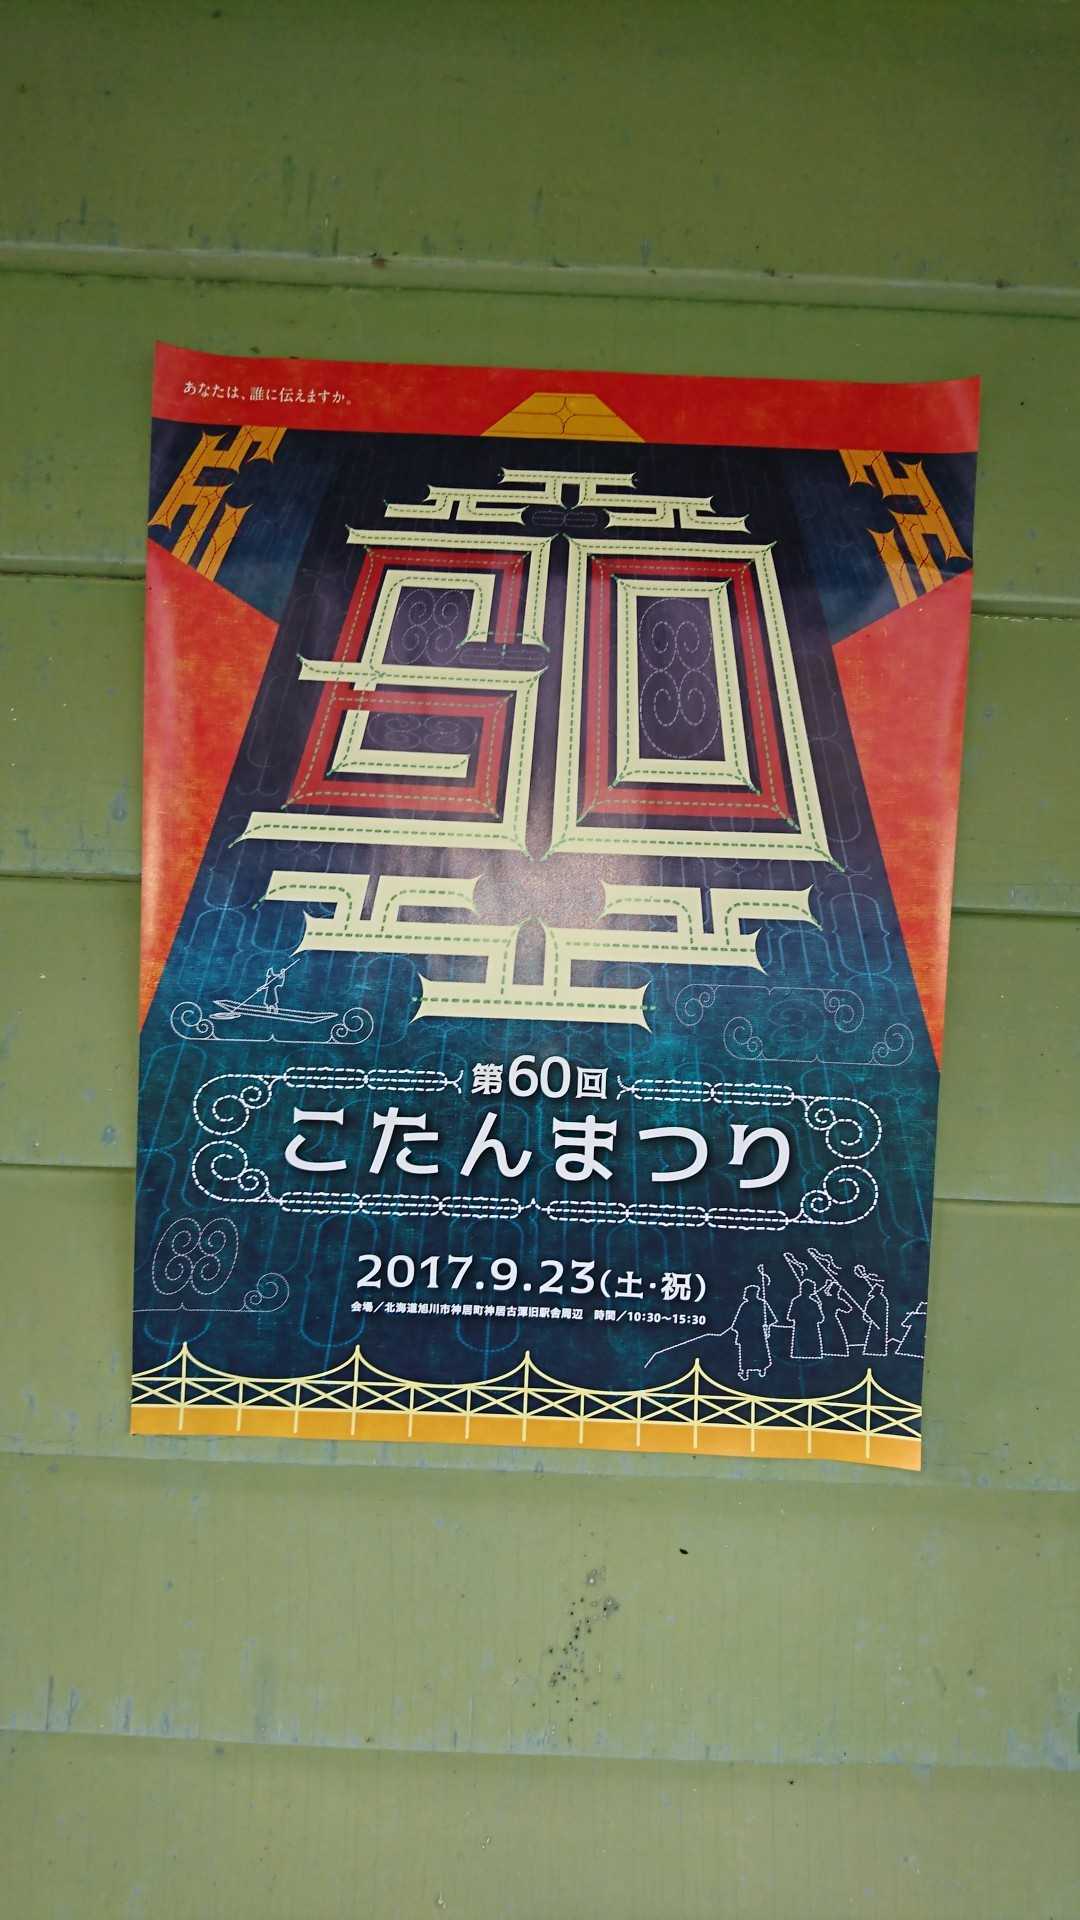 あなたは、誰に伝えますか。
60
第60回
こたんまつり
2017.9.23(土・祝)
会場/北海道旭川市神居町神居古潭旧駅舎周辺 時間/10:30〜15:30